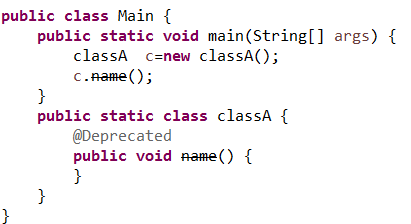 public class Main {
    public static void main(String[] args) {
        classA  c=new classA();
        c.name();
    }
    public static class classA {
        @Deprecated
        public void name() {
        }
    }
}